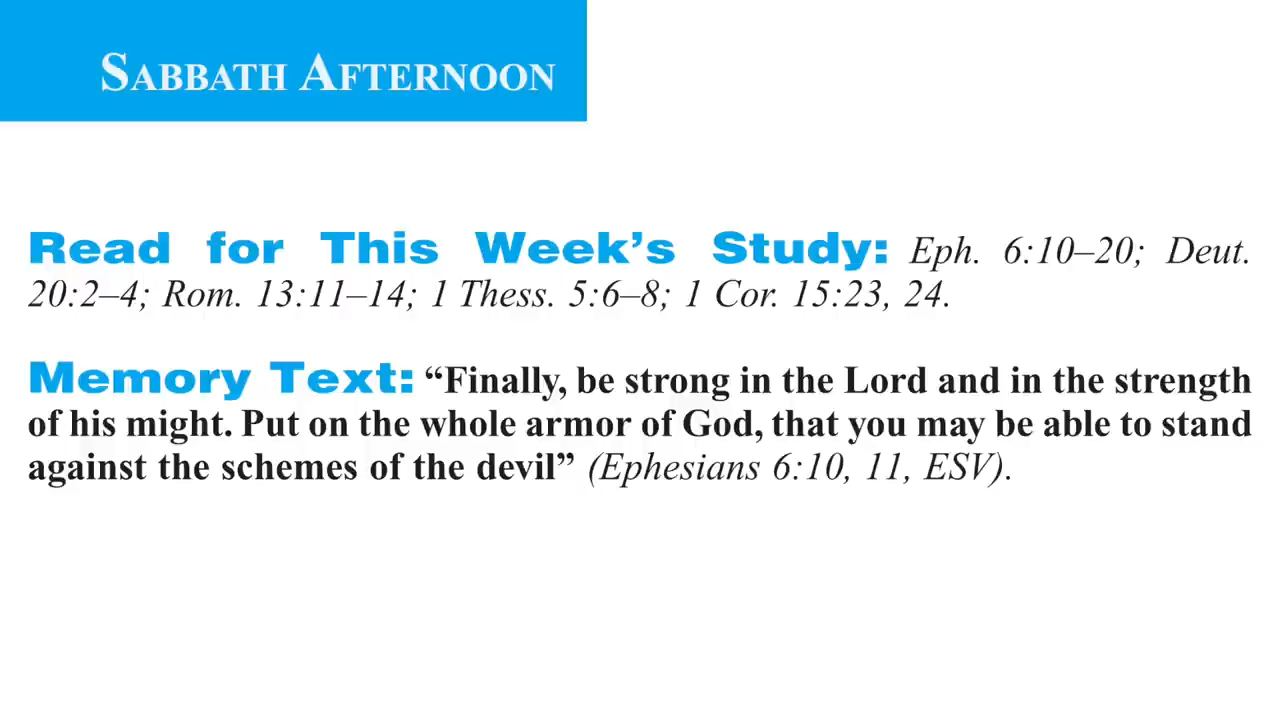 SABBATH AFTERNOON
Read for This Week’s Study: Eph. 6:10–20; Deut.
20:2–4; Rom. 13:11–14; 1 Thess. 5:6–8; 1 Cor. 15:23, 24.
Memory Text: “Finally, be strong in the Lord and in the strength
of his might. Put on the whole armor of God, that you may be able to stand
against the schemes of the devil” (Ephesians 6:10, 11, ESV).